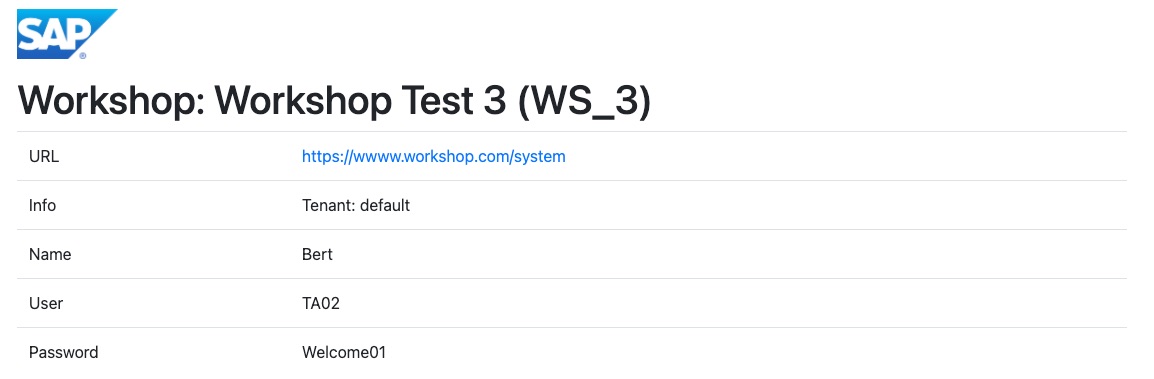 SAP®
Workshop: Workshop Test 3 (WS_3)
URL https://wwww.workshop.com/system
Info Tenant: default
Name Bert
User TA02
Password Welcome01